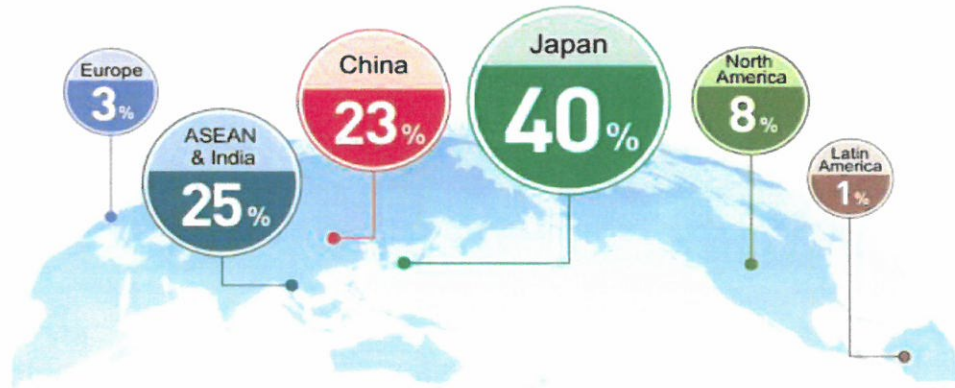 Europe
3%
ASEAN
& India
25%
China
23%
Japan
40%
North
America
8%
Latin
America
1%